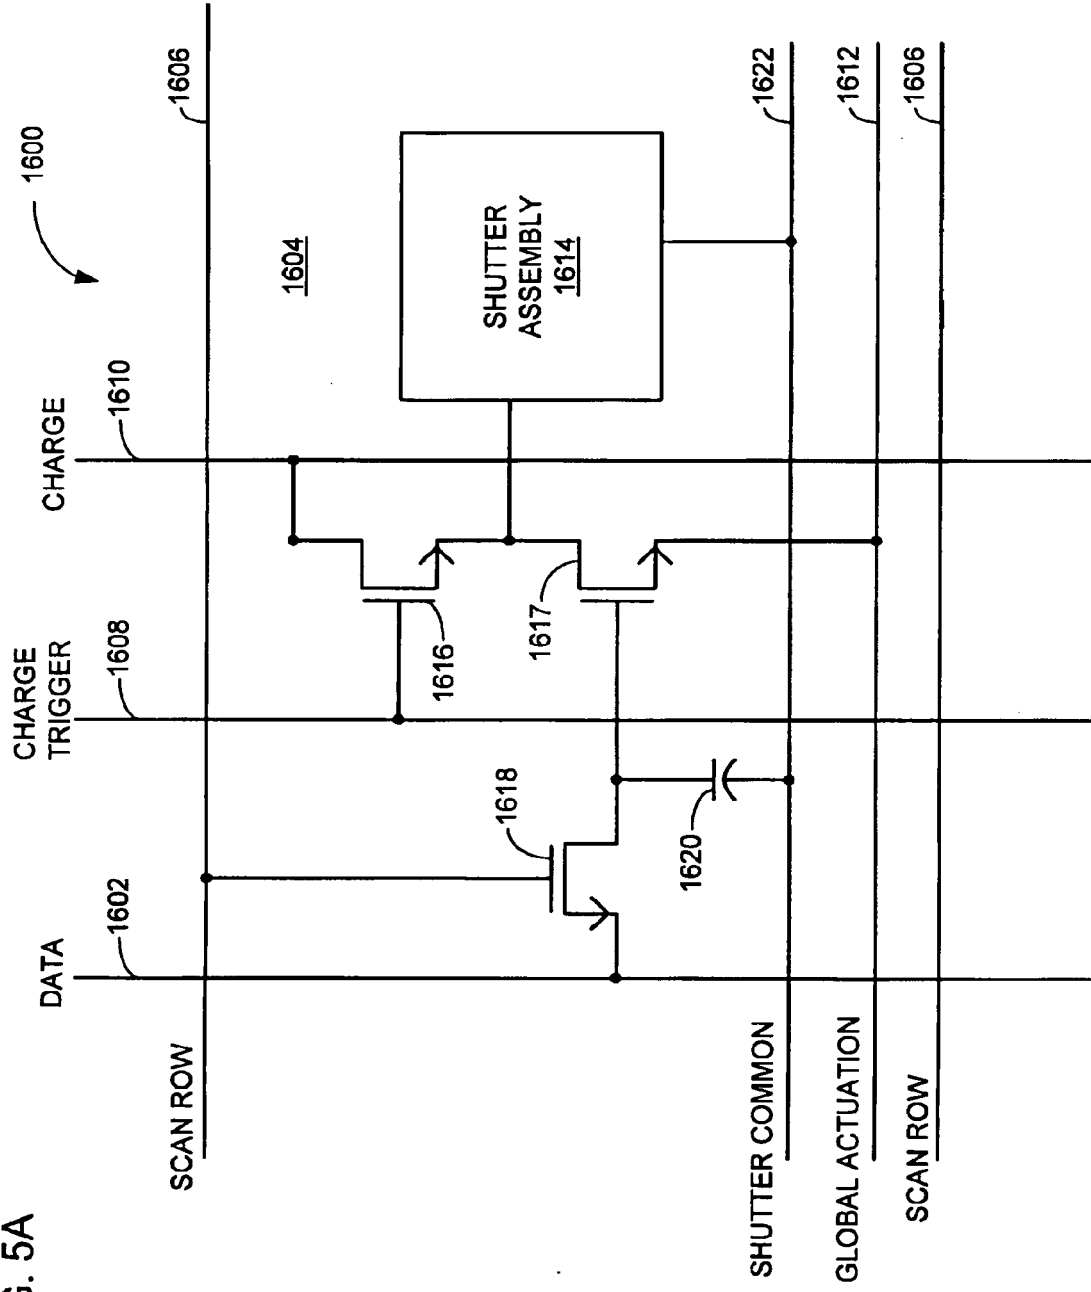 1600
DATA
1602
CHARGE
TRIGGER
1608
CHARGE
1610
SCAN ROW
1606
1604
SHUTTER
ASSEMBLY
1614
1616
1617
1618
1620
SHUTTER COMMON
1622
GLOBAL ACTUATION
1612
SCAN ROW
1606
5A